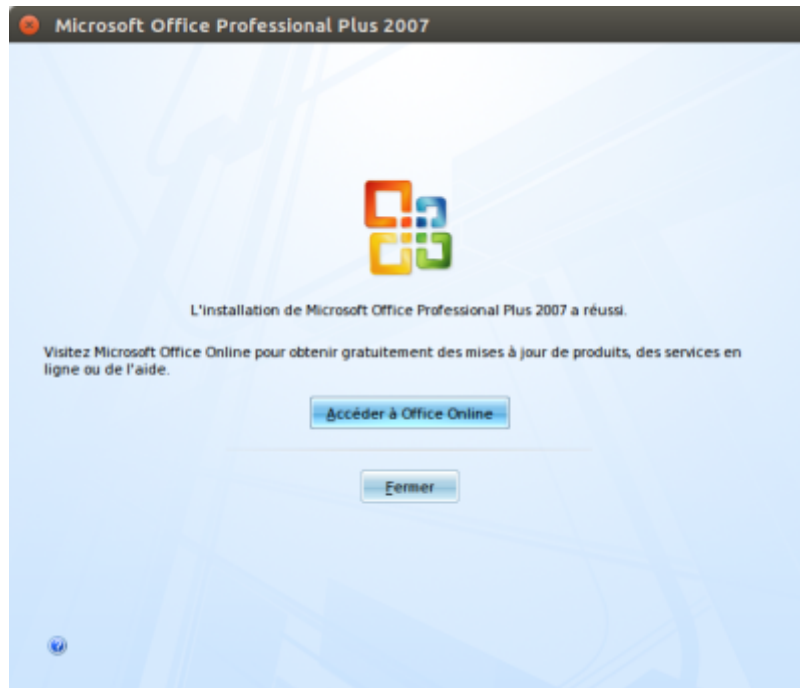 Microsoft Office Professional Plus 2007
L'installation de Microsoft Office Professional Plus 2007 a réussi.
Visitez Microsoft Office Online pour obtenir gratuitement des mises à jour de produits, des services en
ligne ou de l'aide.
Accéder à Office Online
Fermer